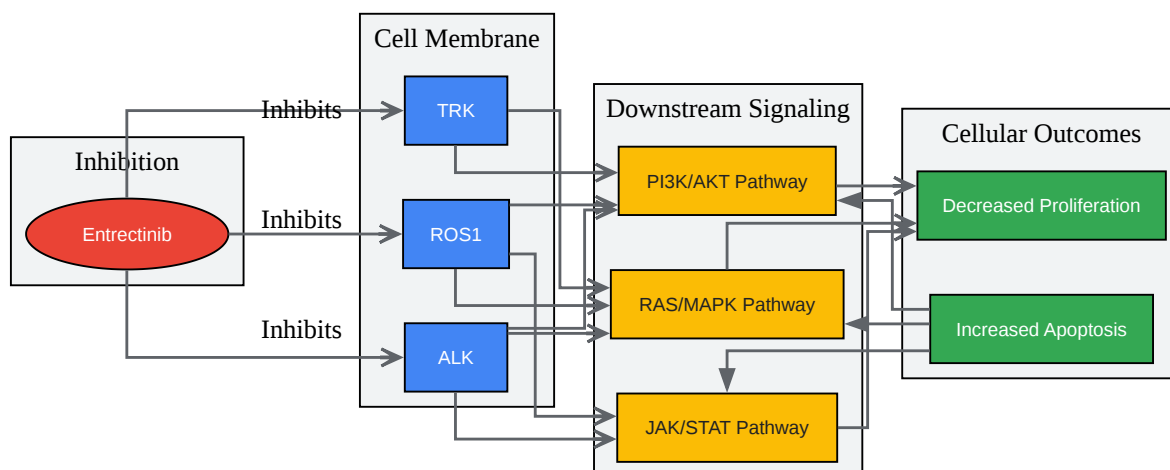 Cell Membrane
Inhibits
TRK
Downstream Signaling
Cellular Outcomes
Inhibition
PI3K/AKT Pathway
Decreased Proliferation
Entrectinib
Inhibits
ROS1
RAS/MAPK Pathway
Increased Apoptosis
Inhibits
ALK
JAK/STAT Pathway